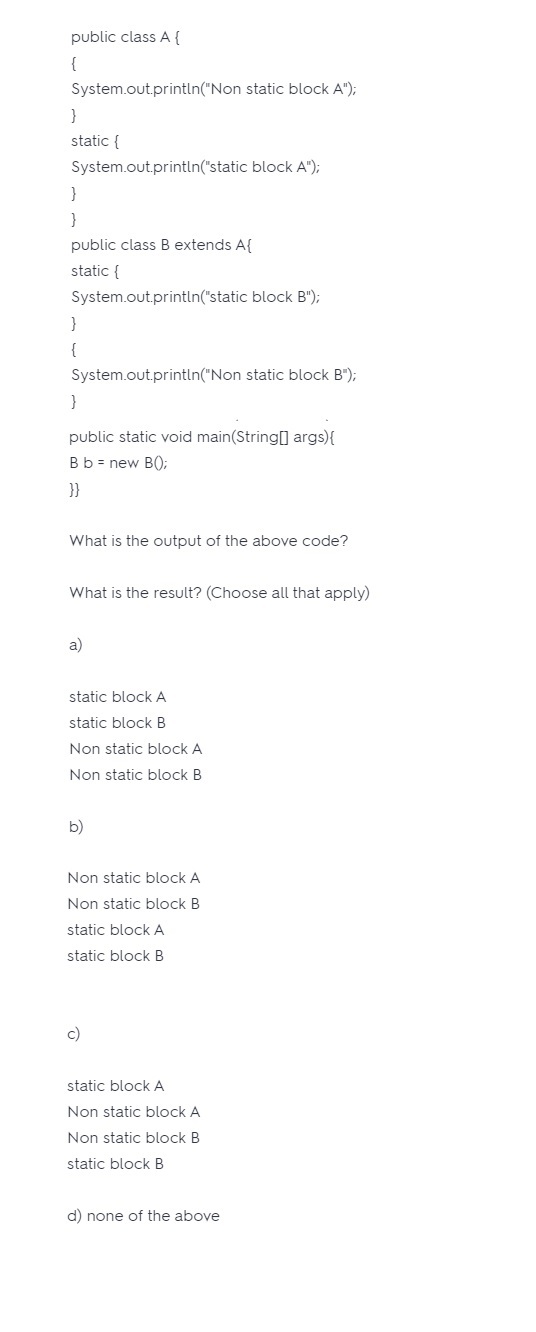 public class A {
{
System.out.println("Non static block A");
}
static {
System.out.println("static block A");
}
}
public class B extends A{
static {
System.out.println("static block B");
}
{
System.out.println("Non static block B");
}
public static void main(String[] args){
B b = new B();
}}
What is the output of the above code?
What is the result? (Choose all that apply)
a)
static block A
static block B
Non static block A
Non static block B
b)
Non static block A
Non static block B
static block A
static block B
c)
static block A
Non static block A
Non static block B
static block B
d) none of the above